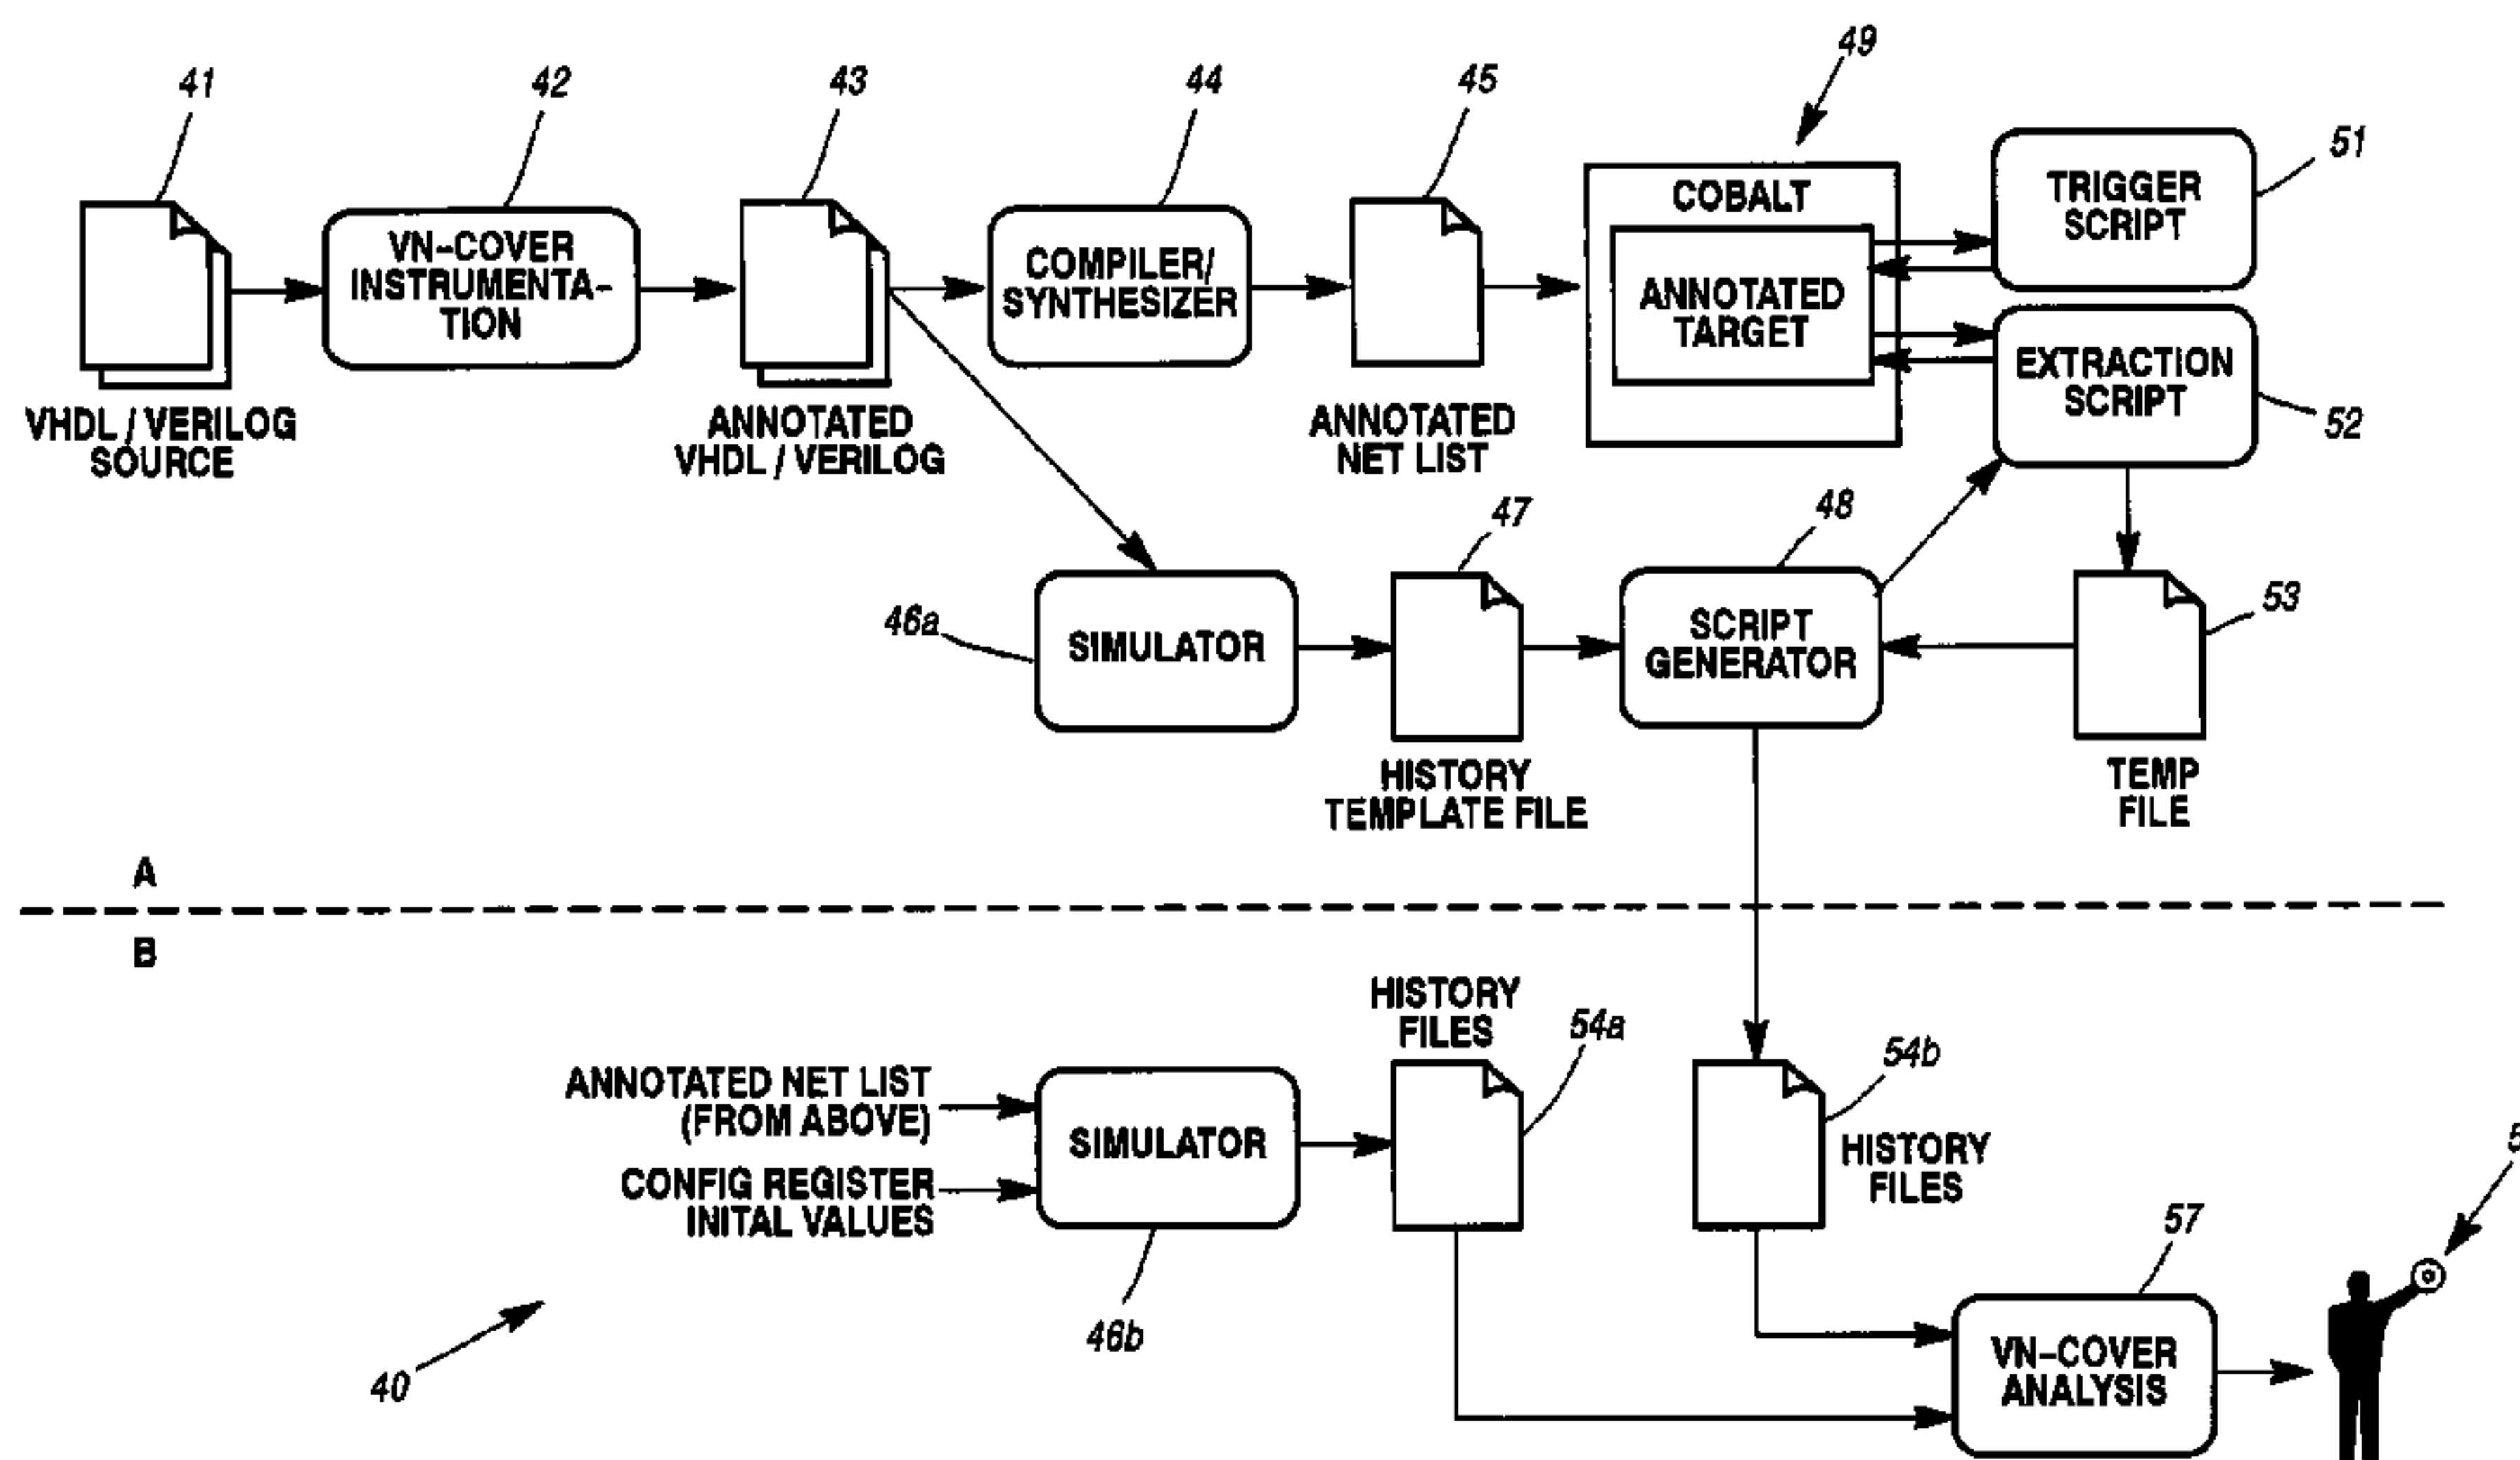 41
42
43
44
45
49
51
VHDL / VERILOG
SOURCE
VN-COVER
INSTRUMENTA-
TION
ANNOTATED
VHDL / VERILOG
COMPILER/
SYNTHESIZER
ANNOTATED
NET LIST
COBALT
ANNOTATED
TARGET
TRIGGER
SCRIPT
EXTRACTION
SCRIPT
52
46a
SIMULATOR
47
HISTORY
TEMPLATE FILE
48
SCRIPT
GENERATOR
53
TEMP
FILE
A
B
ANNOTATED NET LIST
(FROM ABOVE)
CONFIG REGISTER
INITAL VALUES
SIMULATOR
46b
HISTORY
FILES
54a
54b
HISTORY
FILES
57
VN-COVER
ANALYSIS
40